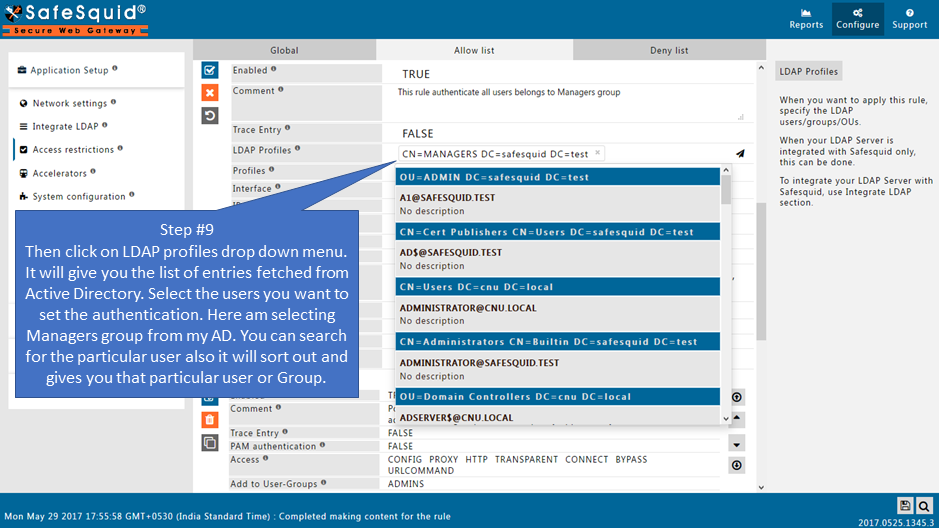 SafeSquid®
Secure Web Gateway
Reports
Configure
Support
Global
Allow list
Deny list
Application Setup
Network settings
Integrate LDAP
Access restrictions
Accelerators
System configuration
Enabled
TRUE
Comment
This rule authenticate all users belongs to Managers group
Trace Entry
FALSE
LDAP Profiles
CN=MANAGERS DC=safesquid DC=test ×
Profiles
Interface
OU=ADMIN DC=safesquid DC=test
A1@SAFESQUID.TEST
No description
CN=Cert Publishers CN=Users DC=safesquid DC=test
AD$@SAFESQUID.TEST
No description
CN=Users DC=cnu DC=local
ADMINISTRATOR@CNU.LOCAL
No description
CN=Administrators CN=Builtin DC=safesquid DC=test
ADMINISTRATOR@SAFESQUID.TEST
No description
OU=Domain Controllers DC=cnu DC=local
ADSERVER$@CNU.LOCAL
Step #9
Then click on LDAP profiles drop down menu.
It will give you the list of entries fetched from
Active Directory. Select the users you want to
set the authentication. Here am selecting
Managers group from my AD. You can search
for the particular user also it will sort out and
gives you that particular user or Group.
Comment
Trace Entry
FALSE
PAM authentication
FALSE
Access
CONFIG PROXY HTTP TRANSPARENT CONNECT BYPASS
URLCOMMAND
Add to User-Groups
ADMINS
LDAP Profiles
When you want to apply this rule,
specify the LDAP
users/groups/OUs.
When your LDAP Server is
integrated with Safesquid only,
this can be done.
To integrate your LDAP Server with
Safesquid, use Integrate LDAP
section.
Mon May 29 2017 17:55:58 GMT+0530 (India Standard Time) : Completed making content for the rule
2017.0525.1345.3